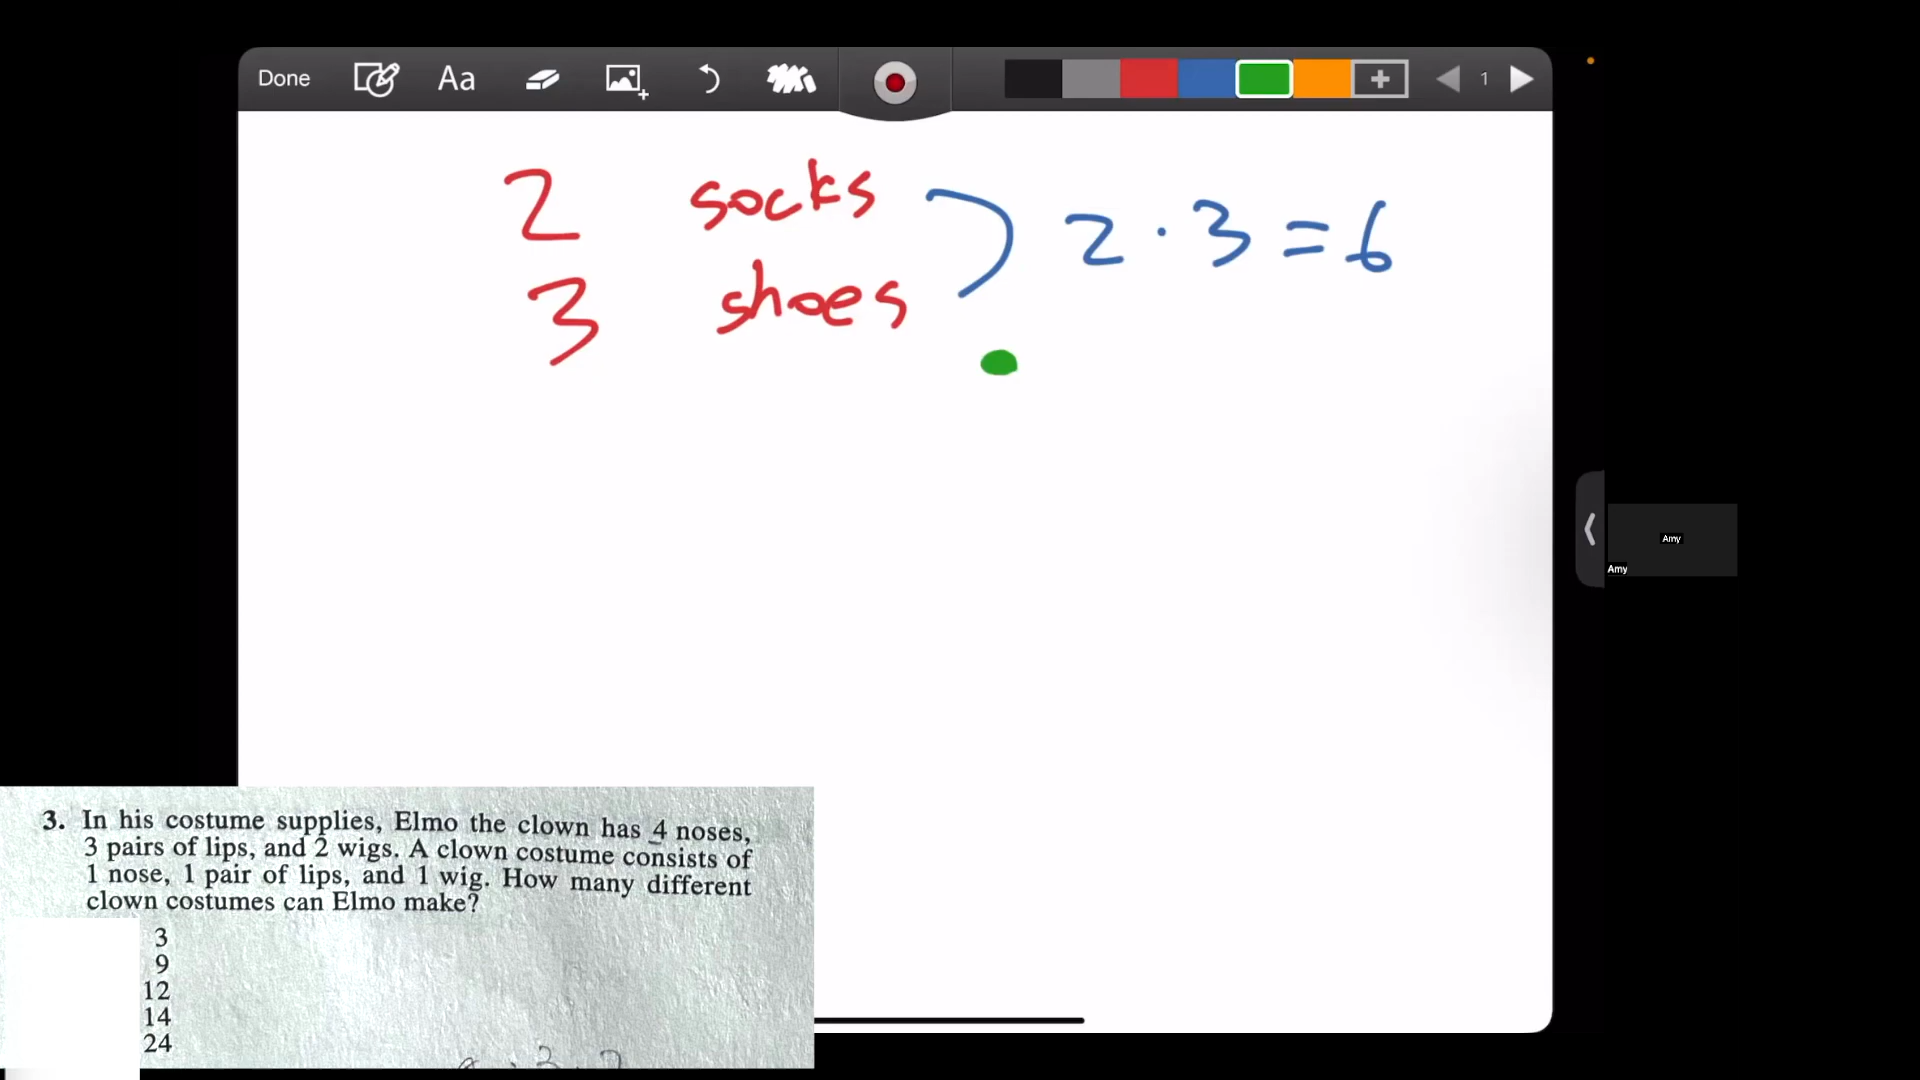 Done Aa 1
2 socks 2 · 3 = 6
3 shoes
Amy
Amy
3. In his costume supplies, Elmo the clown has 4 noses,
3 pairs of lips, and 2 wigs. A clown costume consists of
1 nose, 1 pair of lips, and 1 wig. How many different
clown costumes can Elmo make?
3
9
12
14
24